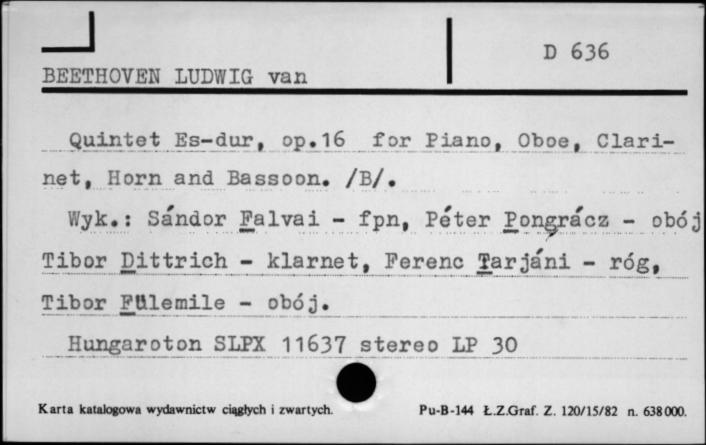 D 636
BEETHOVEN LUDWIG van
Quintet Es-dur, op.16 for Piano, Oboe, Clari-
net, Horn and Bassoon. /B/.
Wyk.: Sándor Falvai - fpn, Péter Pongrácz - obój
Tibor Dittrich - klarnet, Ferenc Tarjáni - róg,
Tibor Fülemile - obój.
Hungaroton SLPX 11637 stereo LP 30
Karta katalogowa wydawnictw ciągłych i zwartych. Pu-B-144 Ł.Z.Graf. Z. 120/15/82 n. 638 000.